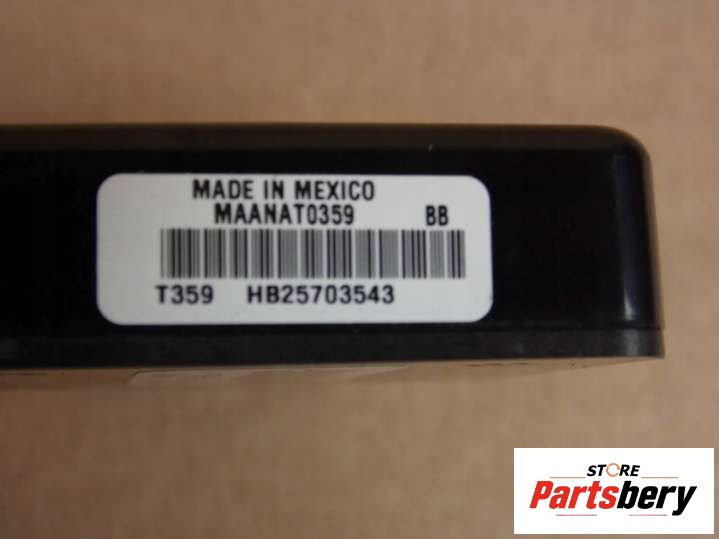 MADE IN MEXICO
MAANAT0359 BB
T359 HB25703543
STORE
Partsbery